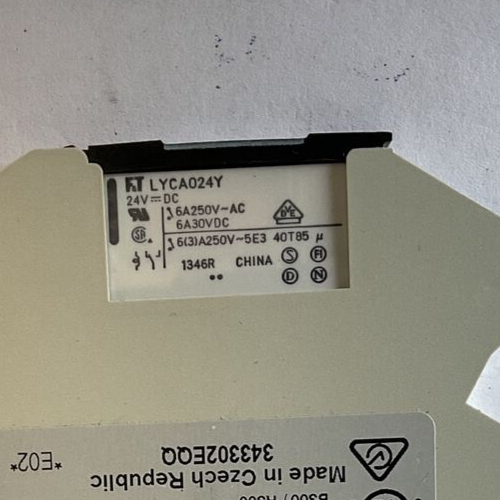 LYCA024Y
24V⎓DC
6A250V~AC
6A30VDC
6(3)A250V~5E3 40T85 µ
1346R CHINA
S FI
D N
Made in Czech Republic
343302EQQ
*E02*